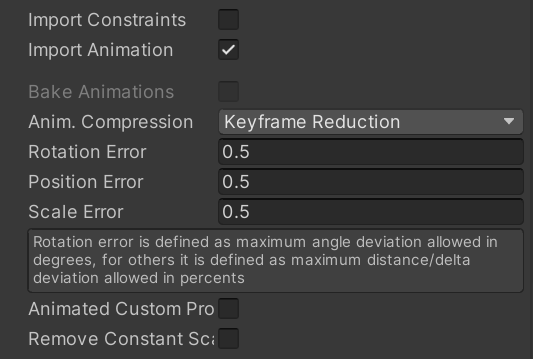 Import Constraints
Import Animation
Bake Animations
Anim. Compression Keyframe Reduction
Rotation Error 0.5
Position Error 0.5
Scale Error 0.5
Rotation error is defined as maximum angle deviation allowed in
degrees, for others it is defined as maximum distance/delta
deviation allowed in percents
Animated Custom Pro
Remove Constant Sca